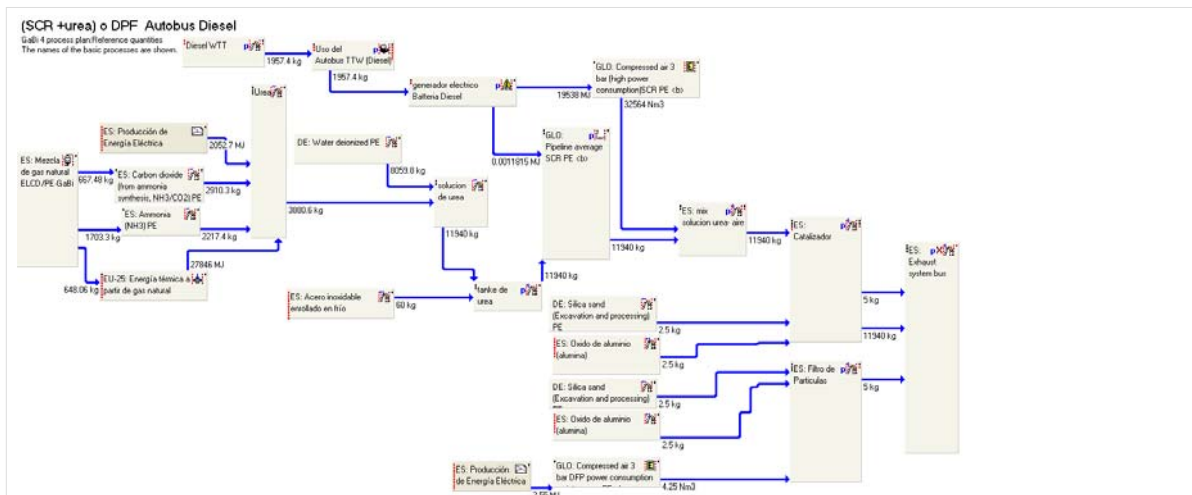 (SCR +urea) o DPF Autobus Diesel
GaBi 4 process plan:Reference quantities
The names of the basic processes are shown.
Diesel WTT
1957.4 kg
Uso del
Autobus TTW (Diesel)
1957.4 kg
generador electrico
Batteria Diesel
19538 MJ
GLO: Compressed air 3
bar (high power
consumption)SCR PE <b>
32564 Nm3
Urea
ES: Producción de
Energía Eléctrica
2052.7 MJ
DE: Water deionized PE
8059.8 kg
GLO:
Pipeline average
SCR PE <b>
0.0011815 MJ
ES: Mezcla
de gas natural
ELCD/PE-GaBi
667.48 kg
ES: Carbon dioxide
(from ammonia
synthesis, NH3/CO2) PE
2910.3 kg
solucion
de urea
3880.6 kg
11940 kg
ES: Ammonia
(NH3) PE
1703.3 kg
2217.4 kg
27846 MJ
ES: mix
solucion urea- aire
11940 kg
11940 kg
ES:
Catalizador
ES:
Exhaust
system bus
648.06 kg
EU-25: Energía térmica a
partir de gas natural
tanke de
urea
11940 kg
ES: Acero inoxidable
enrollado en frío
60 kg
DE: Silica sand
(Excavation and processing)
PE
2.5 kg
5 kg
11940 kg
ES: Oxido de aluminio
(alumina)
2.5 kg
ES: Filtro de
Particulas
5 kg
DE: Silica sand
(Excavation and processing)
2.5 kg
ES: Oxido de aluminio
(alumina)
2.5 kg
ES: Producción
de Energía Eléctrica
GLO: Compressed air 3
bar DFP power consumption
4.25 Nm3